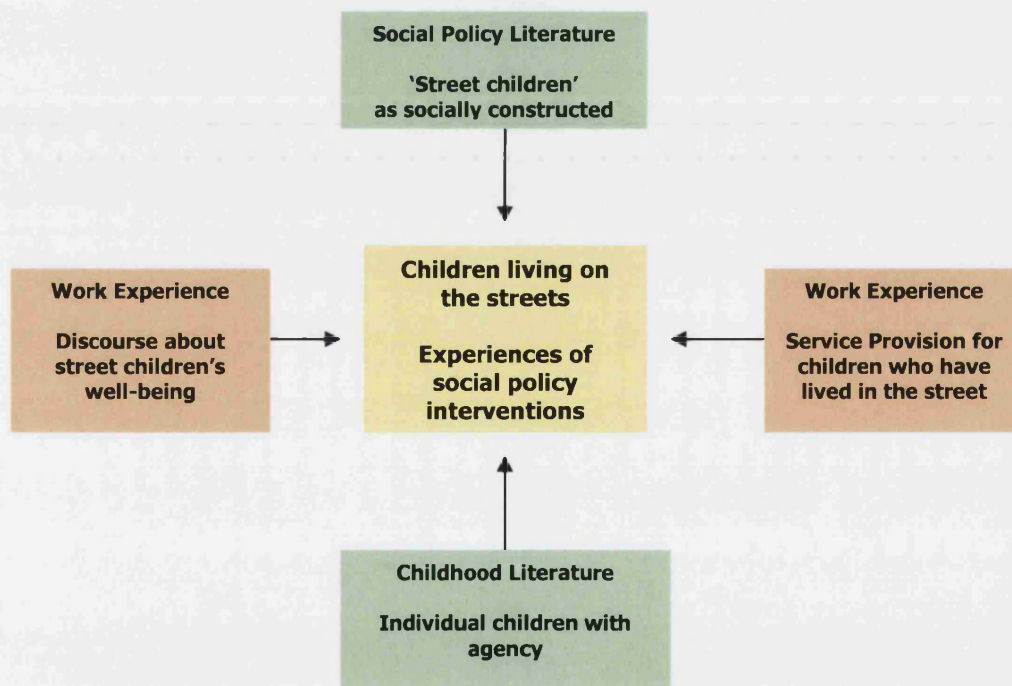 Social Policy Literature
‘Street children’
as socially constructed
Work Experience
Discourse about
street children’s
well-being
Children living on
the streets
Experiences of
social policy
interventions
Work Experience
Service Provision for
children who have
lived in the street
Childhood Literature
Individual children with
agency